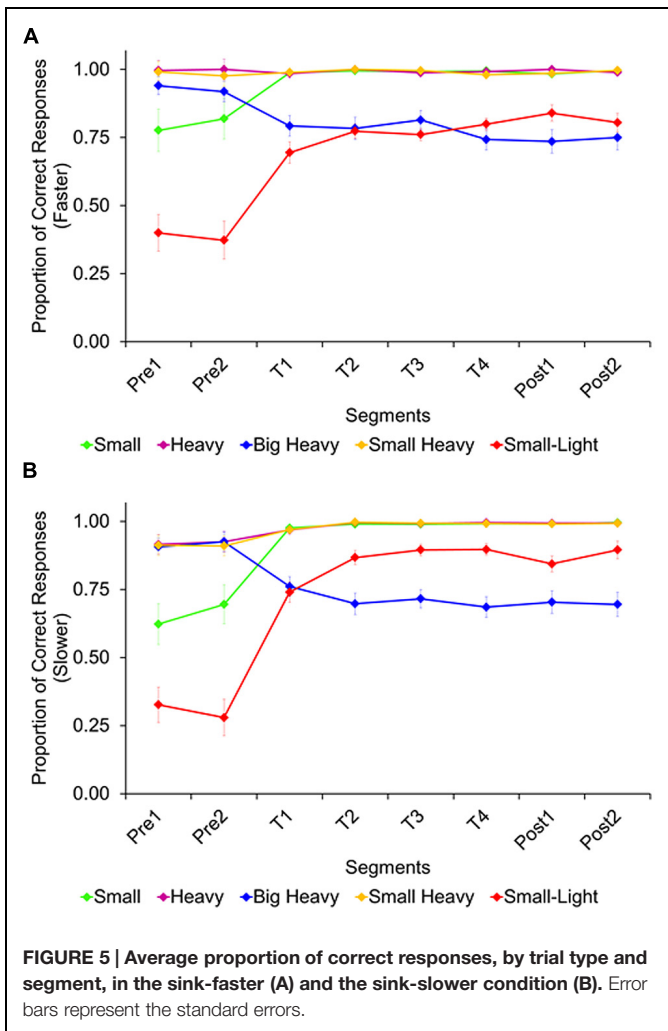 A
Proportion of Correct Responses
(Faster)
1.00
0.75
0.50
0.25
0.00
Pre1
Pre2
T1
T2
T3
T4
Post1
Post2
Segments
Small Heavy Big Heavy Small Heavy Small-Light
B
Proportion of Correct Responses
(Slower)
1.00
0.75
0.50
0.25
0.00
Pre1
Pre2
T1
T2
T3
T4
Post1
Post2
Segments
Small Heavy Big Heavy Small Heavy Small-Light
FIGURE 5 | Average proportion of correct responses, by trial type and
segment, in the sink-faster (A) and the sink-slower condition (B). Error
bars represent the standard errors.